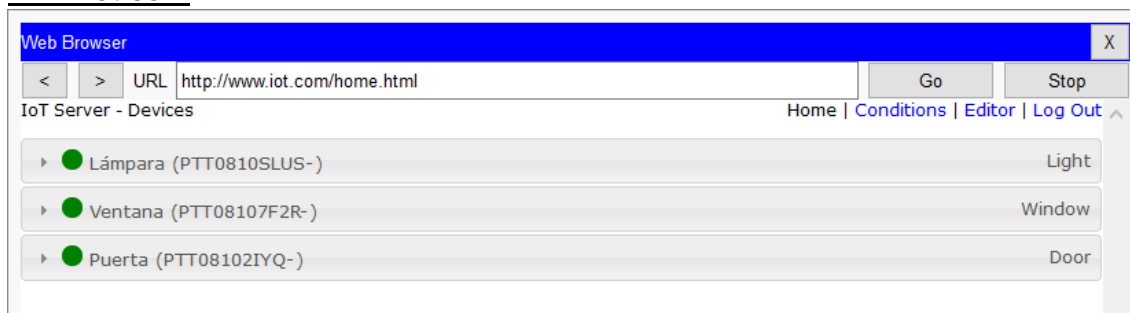 Web Browser X
< > URL http://www.iot.com/home.html Go Stop
IoT Server - Devices Home | Conditions | Editor | Log Out
Lámpara (PTT0810SLUS-) Light
Ventana (PTT08107F2R-) Window
Puerta (PTT08102IYQ-) Door